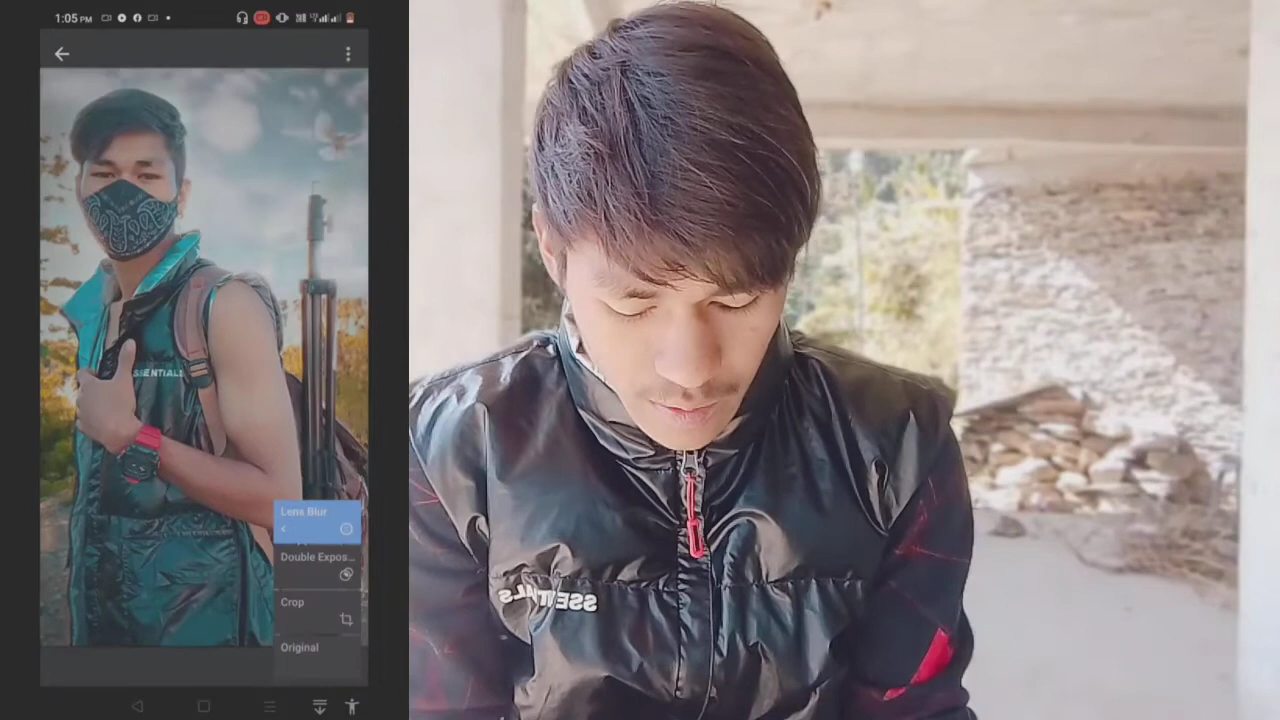 1:05 PM
SSENTIALS
Lens Blur
Double Expos...
Crop
Original
SSENTIALS